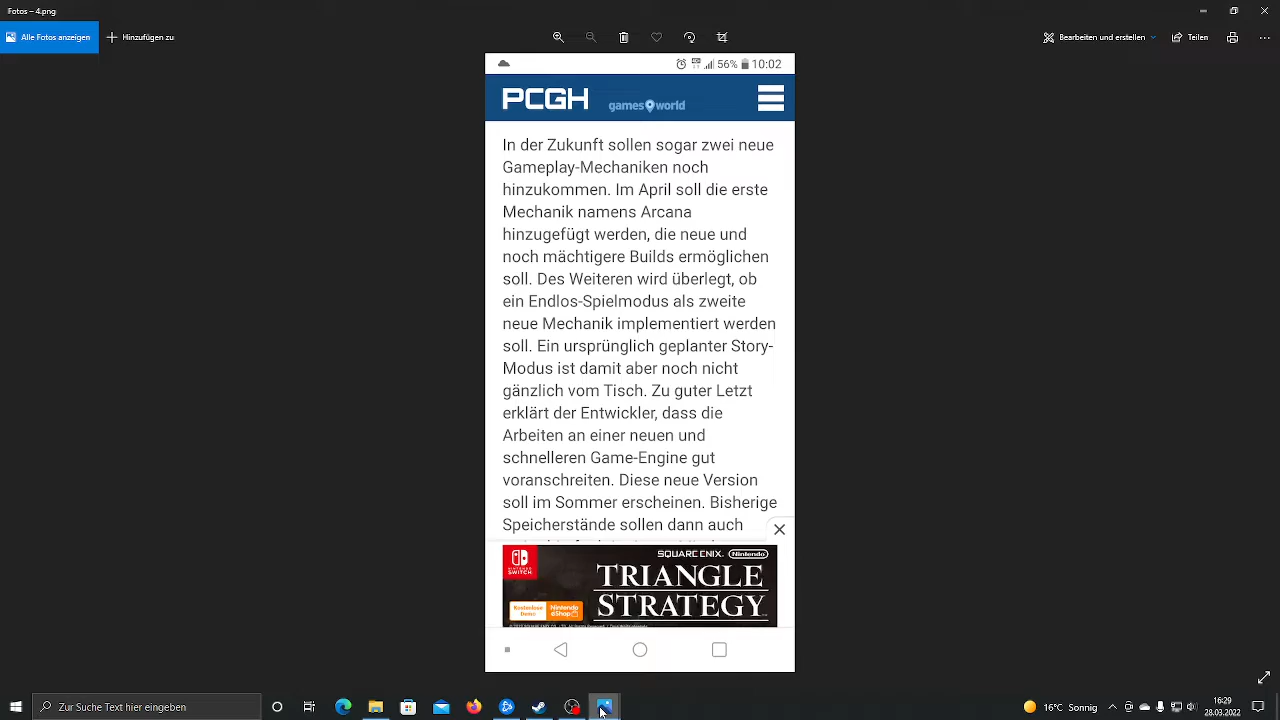 Fotos - 4png
Alle Fotos anzeigen
Hinzufügen zu
Bearbeiten und erstellen
Teilen
56% 10:02
PCGH
games world
In der Zukunft sollen sogar zwei neue
Gameplay-Mechaniken noch
hinzukommen. Im April soll die erste
Mechanik namens Arcana
hinzugefügt werden, die neue und
noch mächtigere Builds ermöglichen
soll. Des Weiteren wird überlegt, ob
ein Endlos-Spielmodus als zweite
neue Mechanik implementiert werden
soll. Ein ursprünglich geplanter Story-
Modus ist damit aber noch nicht
gänzlich vom Tisch. Zu guter Letzt
erklärt der Entwickler, dass die
Arbeiten an einer neuen und
schnelleren Game-Engine gut
voranschreiten. Diese neue Version
soll im Sommer erscheinen. Bisherige
Speicherstände sollen dann auch
NINTENDO
SWITCH
SQUARE ENIX. Nintendo
TRIANGLE
STRATEGY
Kostenlose
Demo
Nintendo
eShop
Zur Suche Text hier eingeben
16°C Sonnig
16:29
28.03.2022